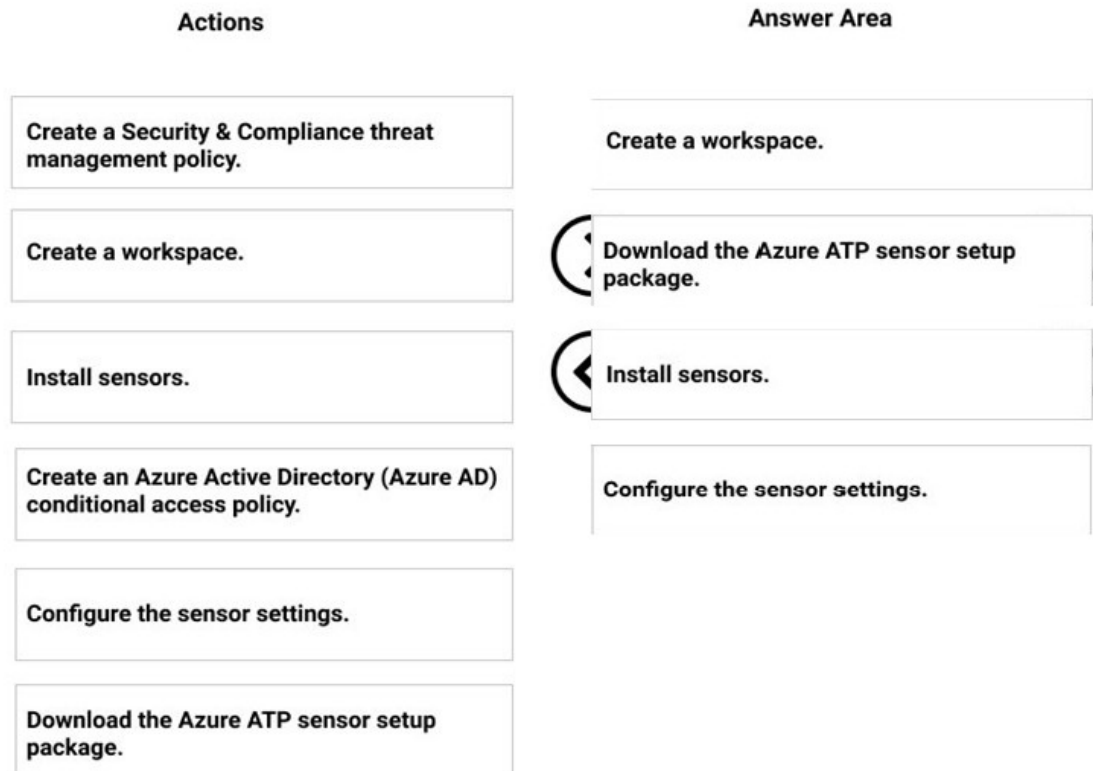 Actions
Create a Security & Compliance threat
management policy.
Create a workspace.
Install sensors.
Create an Azure Active Directory (Azure AD)
conditional access policy.
Configure the sensor settings.
Download the Azure ATP sensor setup
package.
Answer Area
Create a workspace.
Download the Azure ATP sensor setup
package.
Install sensors.
Configure the sensor settings.